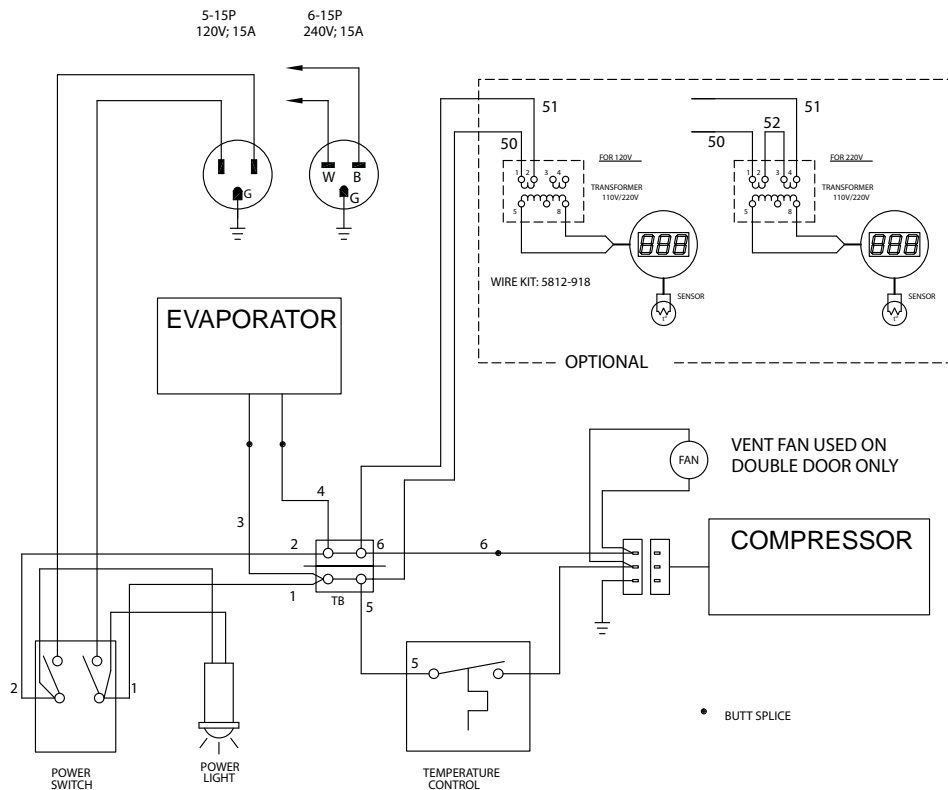 5-15P
120V; 15A
6-15P
240V; 15A
W
B
G
G
51
50
FOR 120V
1 2 3 4
TRANSFORMER
110V/220V
5
8
WIRE KIT: 5812-918
SENSOR
t°
51
52
50
FOR 220V
1 2 3 4
TRANSFORMER
110V/220V
5
8
SENSOR
t°
OPTIONAL
EVAPORATOR
FAN
VENT FAN USED ON
DOUBLE DOOR ONLY
COMPRESSOR
3
4
2
6
6
1
TB
5
5
2
1
POWER
SWITCH
POWER
LIGHT
TEMPERATURE
CONTROL
BUTT SPLICE